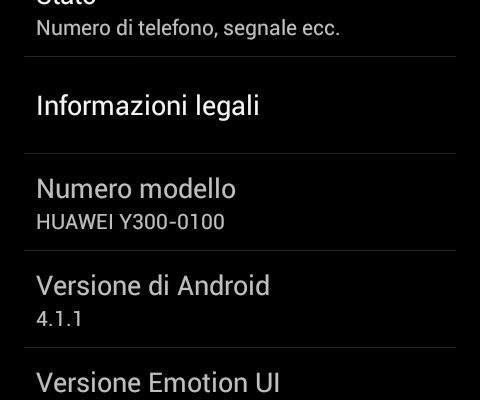 Stato
Numero di telefono, segnale ecc.
Informazioni legali
Numero modello
HUAWEI Y300-0100
Versione di Android
4.1.1
Versione Emotion UI